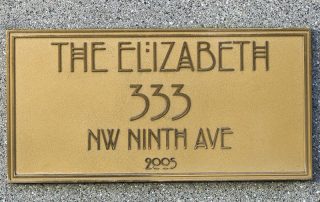 THE ELIZABETH
333
NW NINTH AVE
2005